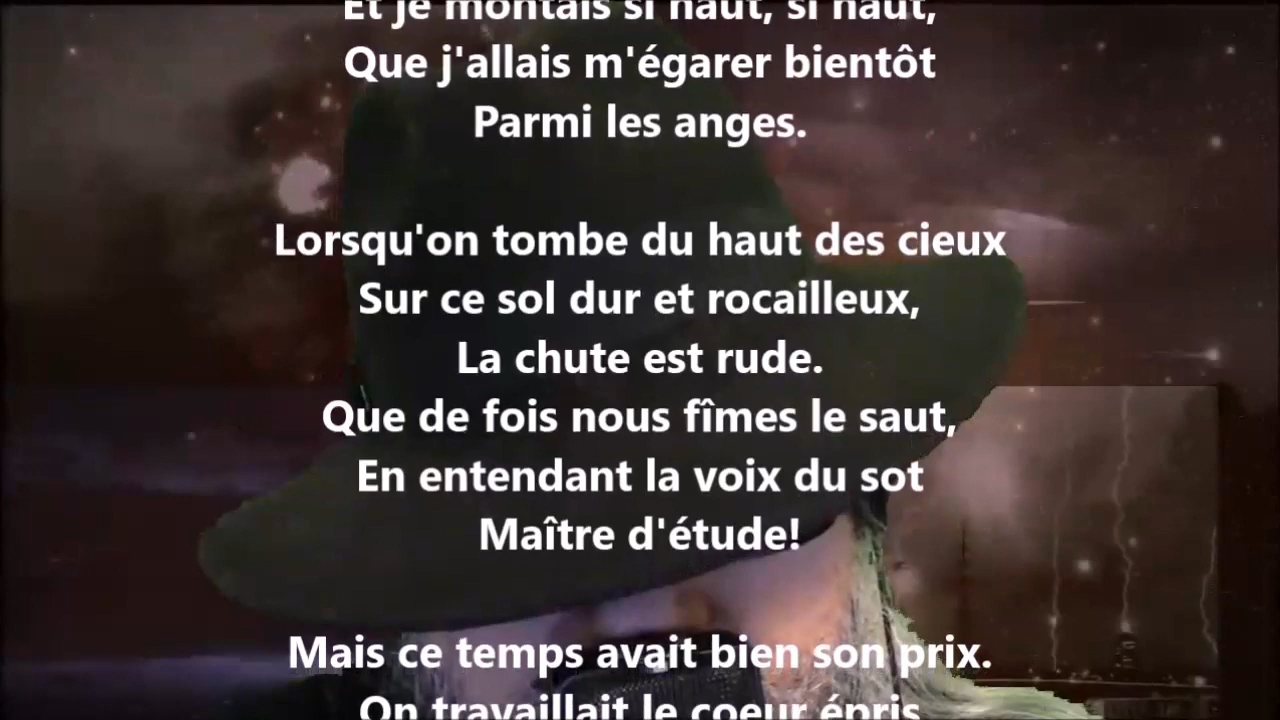 Et je montais si haut, si haut,
Que j'allais m'égarer bientôt
Parmi les anges.
Lorsqu'on tombe du haut des cieux
Sur ce sol dur et rocailleux,
La chute est rude.
Que de fois nous fîmes le saut,
En entendant la voix du sot
Maître d'étude!
Mais ce temps avait bien son prix.
On travaillait le coeur épris